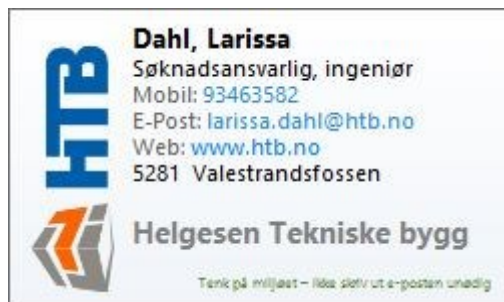 HTB
Dahl, Larissa
Søknadsansvarlig, ingeniør
Mobil: 93463582
E-Post: larissa.dahl@htb.no
Web: www.htb.no
5281 Valestrandsfossen
Helgesen Tekniske bygg
Tenk på miljøet – ikke skriv ut e-posten unødig